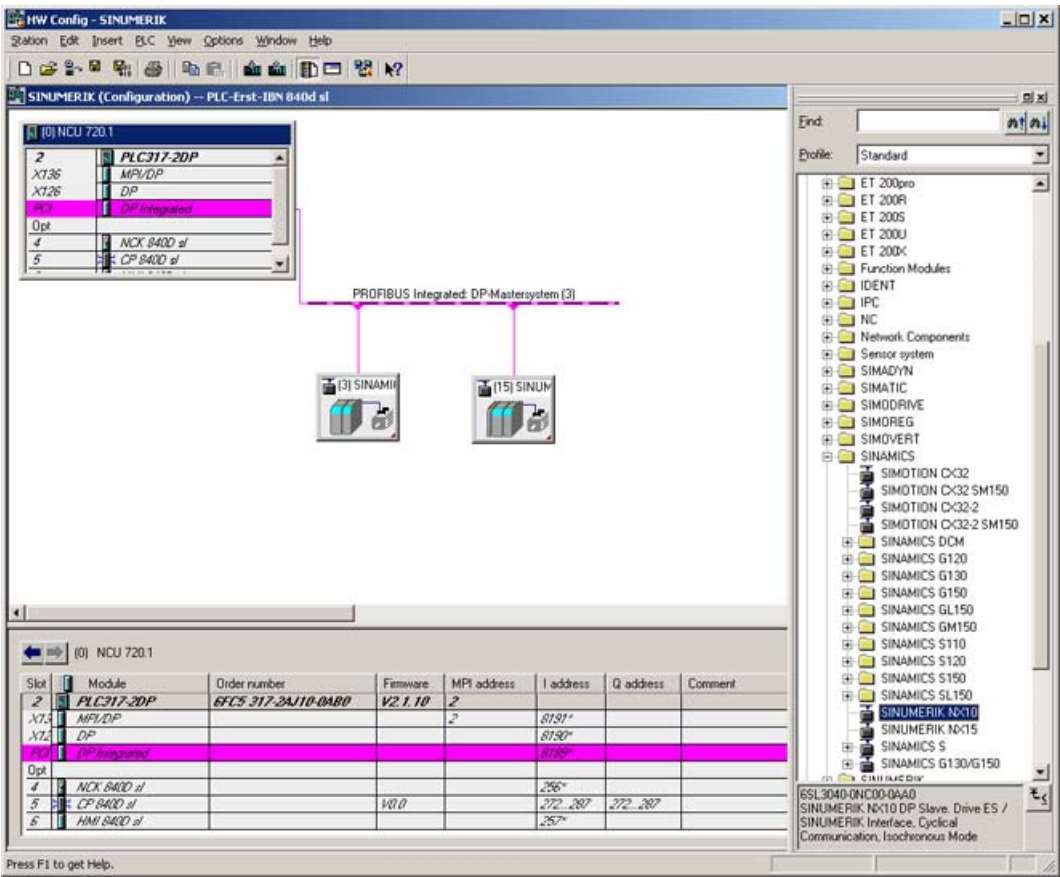 HW Config - SINUMERIK
Station Edit Insert PLC View Options Window Help
SINUMERIK (Configuration) -- PLC-Erst-IBN 840d sl
(0) NCU 720.1
2 PLC317-2DP
X136 MPI/DP
X126 DP
PCI DP Integrated
Opt
4 NCK 840D sl
5 CP 840D sl
PROFIBUS Integrated: DP-Mastersystem (3)
(3) SINAMI
(15) SINUM
(0) NCU 720.1
Slot Module Order number Firmware MPI address I address Q address Comment
2 PLC317-2DP 6FC5 317-2AJ10-0AB0 V2.1.10 2
X13 MPI/DP 2 8191*
X12 DP 8190*
PCI DP Integrated 8189*
Opt
4 NCK 840D sl 256*
5 CP 840D sl V0.0 272...287 272...287
6 HMI 840D sl 257*
Press F1 to get Help.
Find:
Profile: Standard
ET 200pro
ET 200R
ET 200S
ET 200U
ET 200X
Function Modules
IDENT
IPC
NC
Network Components
Sensor system
SIMADYN
SIMATIC
SIMODRIVE
SIMOREG
SIMOVERT
SINAMICS
SIMOTION CX32
SIMOTION CX32 SM150
SIMOTION CX32-2
SIMOTION CX32-2 SM150
SINAMICS DCM
SINAMICS G120
SINAMICS G130
SINAMICS G150
SINAMICS GL150
SINAMICS GM150
SINAMICS S110
SINAMICS S120
SINAMICS S150
SINAMICS SL150
SINUMERIK NX10
SINUMERIK NX15
SINAMICS S
SINAMICS G130/G150
SINUMERIK
6SL3040-0NC00-0AA0
SINUMERIK NX10 DP Slave, Drive ES /
SINUMERIK Interface, Cyclical
Communication, Isochronous Mode